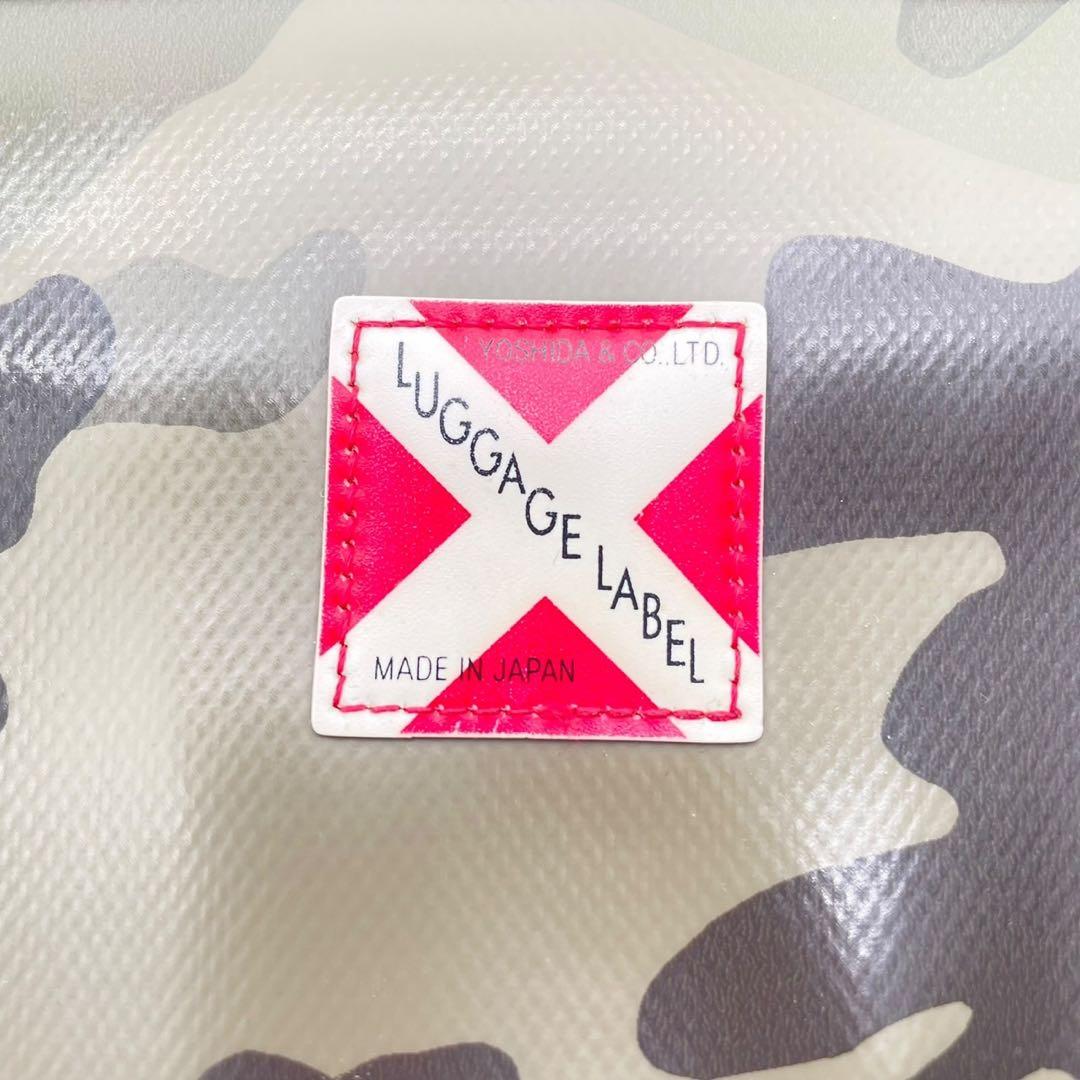 YOSHIDA & CO.,LTD.
LUGGAGE LABEL
MADE IN JAPAN